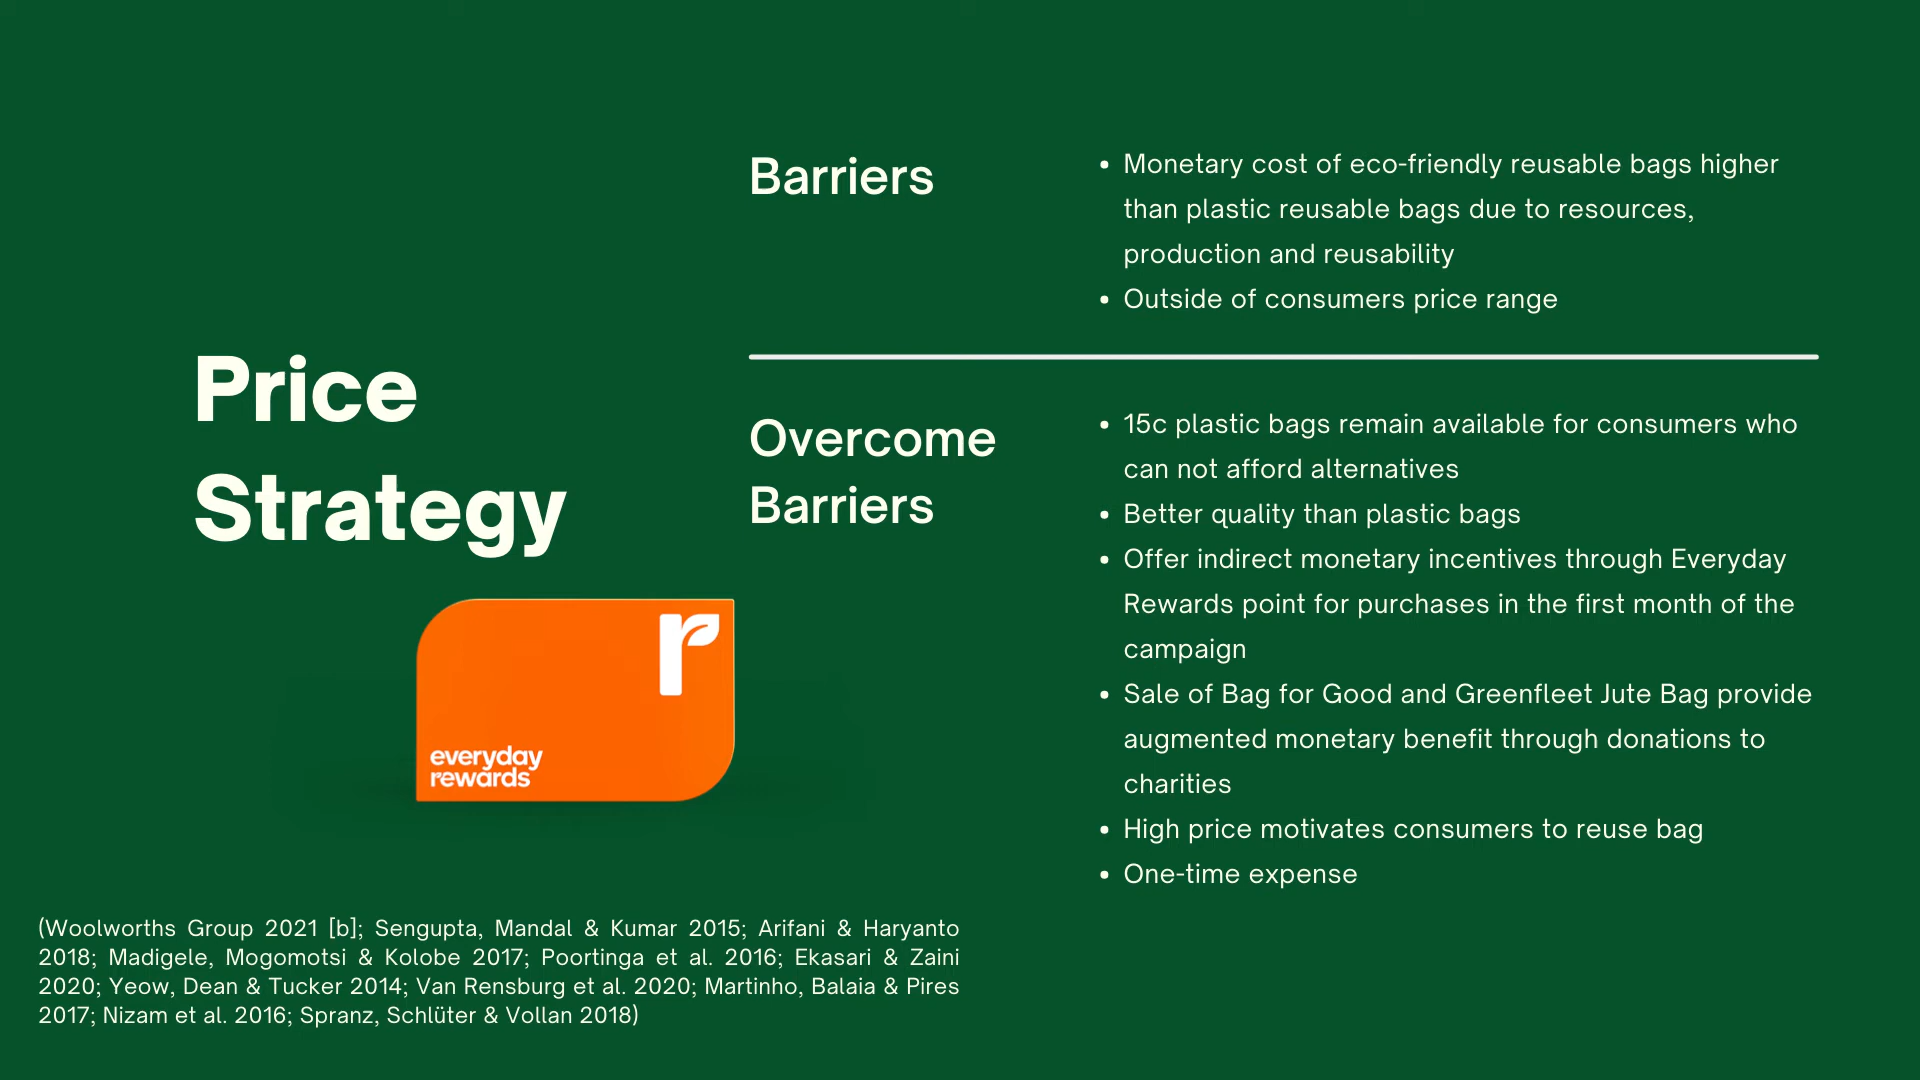 Price
Strategy
everyday
rewards
Barriers
• Monetary cost of eco-friendly reusable bags higher
than plastic reusable bags due to resources,
production and reusability
• Outside of consumers price range
Overcome
Barriers
• 15c plastic bags remain available for consumers who
can not afford alternatives
• Better quality than plastic bags
• Offer indirect monetary incentives through Everyday
Rewards point for purchases in the first month of the
campaign
• Sale of Bag for Good and Greenfleet Jute Bag provide
augmented monetary benefit through donations to
charities
• High price motivates consumers to reuse bag
• One-time expense
(Woolworths Group 2021 [b]; Sengupta, Mandal & Kumar 2015; Arifani & Haryanto
2018; Madigele, Mogomotsi & Kolobe 2017; Poortinga et al. 2016; Ekasari & Zaini
2020; Yeow, Dean & Tucker 2014; Van Rensburg et al. 2020; Martinho, Balaia & Pires
2017; Nizam et al. 2016; Spranz, Schlüter & Vollan 2018)